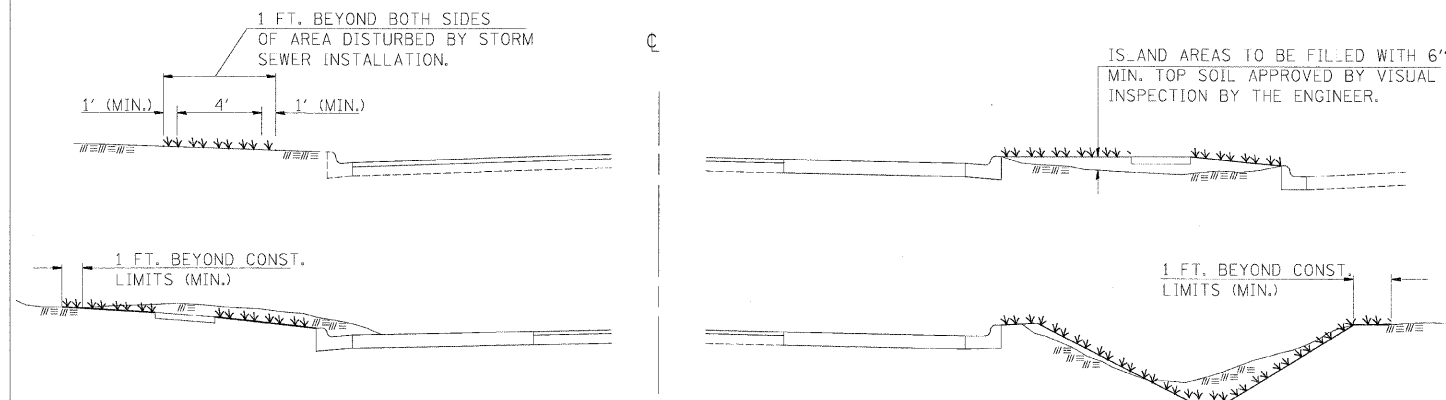 1 FT. BEYOND BOTH SIDES
OF AREA DISTURBED BY STORM
SEWER INSTALLATION.
1' (MIN.)
4'
1' (MIN.)
℄
ISLAND AREAS TO BE FILLED WITH 6"
MIN. TOP SOIL APPROVED BY VISUAL
INSPECTION BY THE ENGINEER.
1 FT. BEYOND CONST.
LIMITS (MIN.)
1 FT. BEYOND CONST.
LIMITS (MIN.)